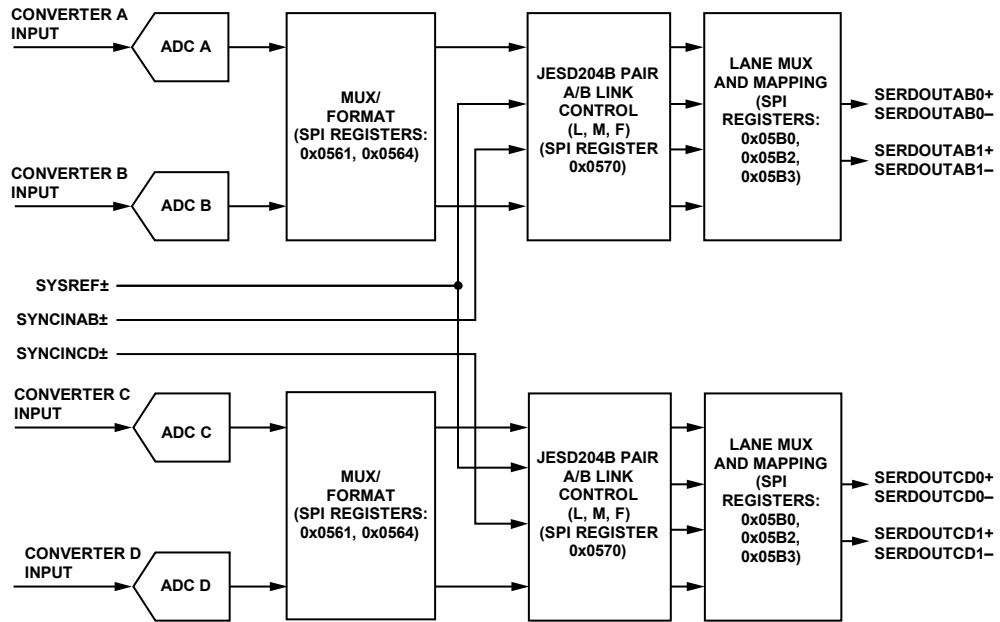 CONVERTER A
INPUT
ADC A
MUX/
FORMAT
(SPI REGISTERS:
0x0561, 0x0564)
CONVERTER B
INPUT
ADC B
JESD204B PAIR
A/B LINK
CONTROL
(L, M, F)
(SPI REGISTER
0x0570)
LANE MUX
AND MAPPING
(SPI
REGISTERS:
0x05B0,
0x05B2,
0x05B3)
SERDOUTAB0+
SERDOUTAB0–
SERDOUTAB1+
SERDOUTAB1–
SYSREF±
SYNCINAB±
SYNCINCD±
CONVERTER C
INPUT
ADC C
MUX/
FORMAT
(SPI REGISTERS:
0x0561, 0x0564)
CONVERTER D
INPUT
ADC D
JESD204B PAIR
A/B LINK
CONTROL
(L, M, F)
(SPI REGISTER
0x0570)
LANE MUX
AND MAPPING
(SPI
REGISTERS:
0x05B0,
0x05B2,
0x05B3)
SERDOUTCD0+
SERDOUTCD0–
SERDOUTCD1+
SERDOUTCD1–